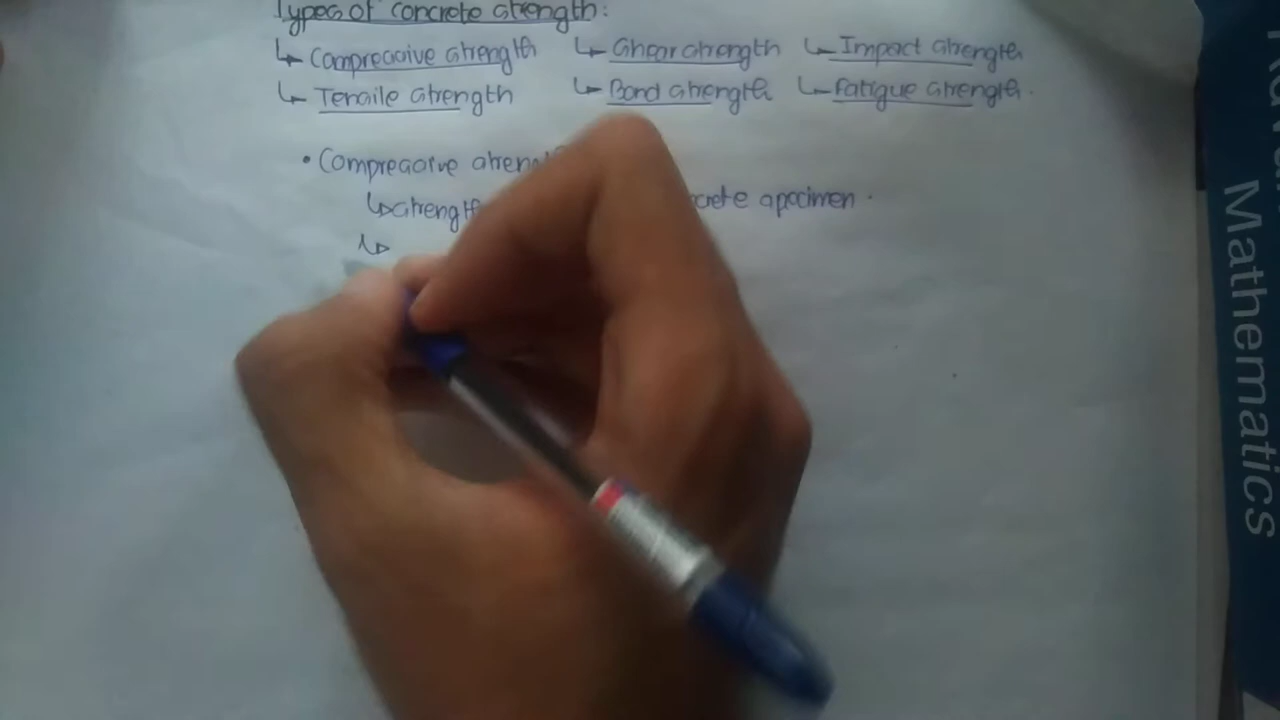 Types of concrete strength:
↳ Compressive strength ↳ Shear strength ↳ Impact strength
↳ Tensile strength ↳ Bond strength ↳ Fatigue strength.
• Compressive
↳ strength specimen.
↳
Mathematics